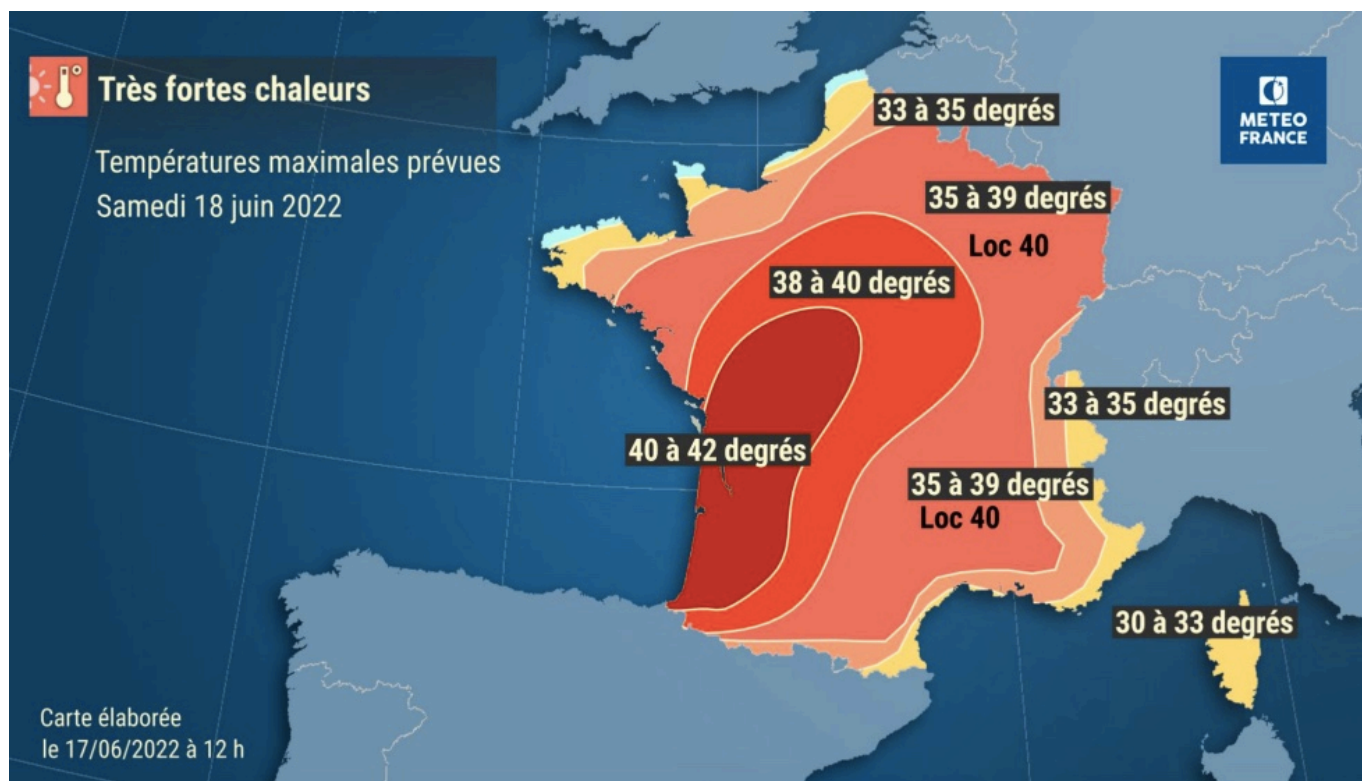 Très fortes chaleurs
Températures maximales prévues
Samedi 18 juin 2022
METEO
FRANCE
33 à 35 degrés
35 à 39 degrés
Loc 40
38 à 40 degrés
33 à 35 degrés
40 à 42 degrés
35 à 39 degrés
Loc 40
30 à 33 degrés
Carte élaborée
le 17/06/2022 à 12 h